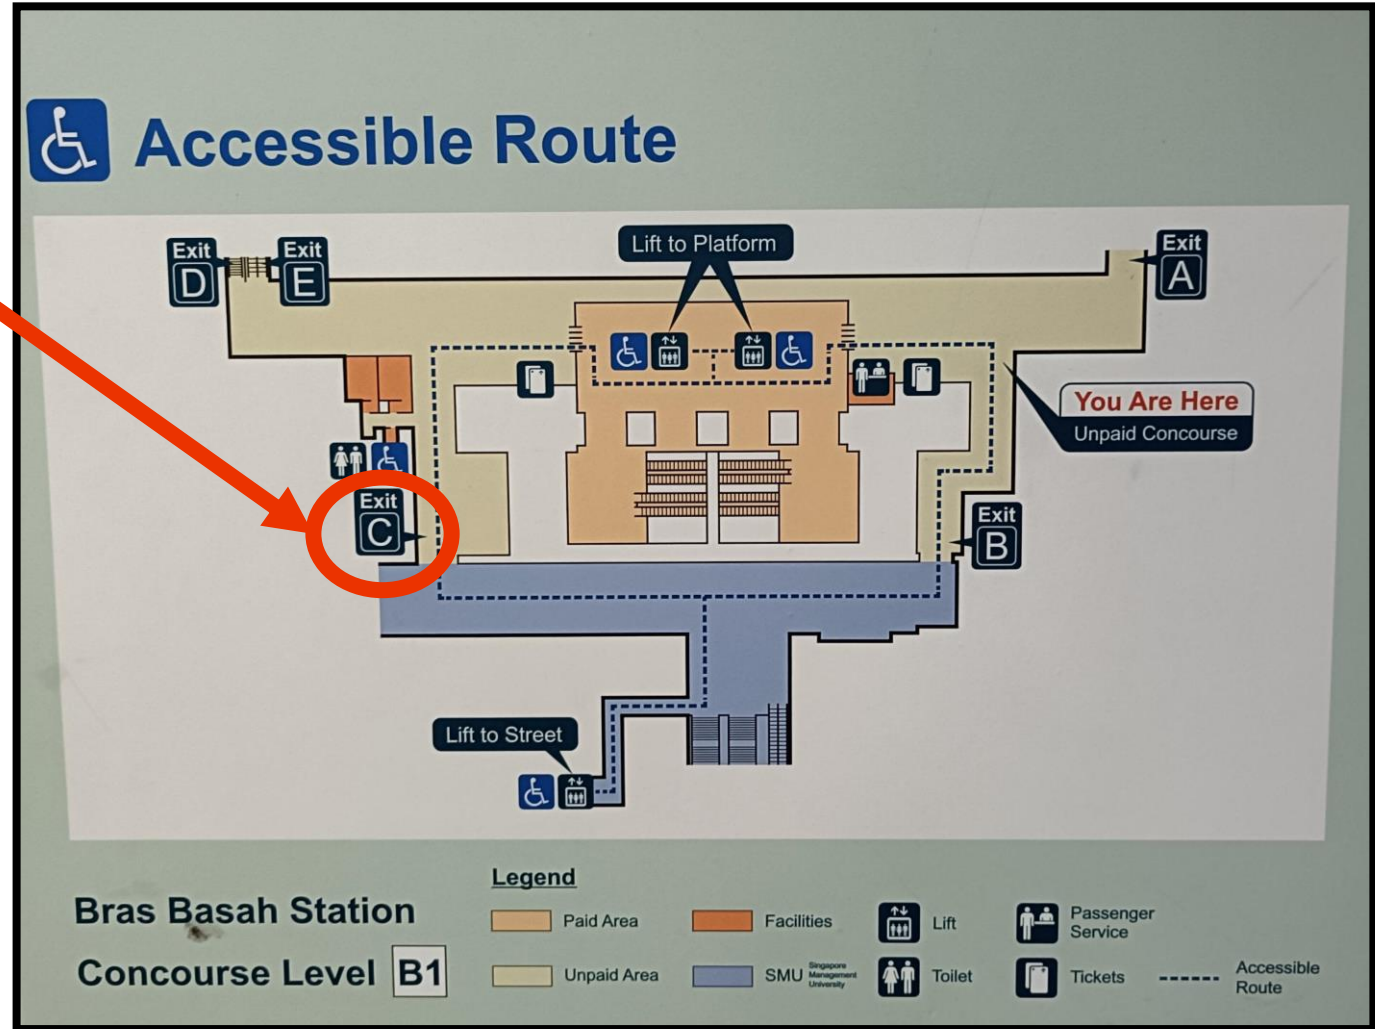 Accessible Route
Lift to Platform
Exit
D
Exit
E
Exit
A
You Are Here
Unpaid Concourse
Exit
C
Exit
B
Lift to Street
Bras Basah Station
Concourse Level B1
Legend
Paid Area
Facilities
Lift
Passenger
Service
Unpaid Area
SMU Singapore
Management
University
Toilet
Tickets
Accessible
Route